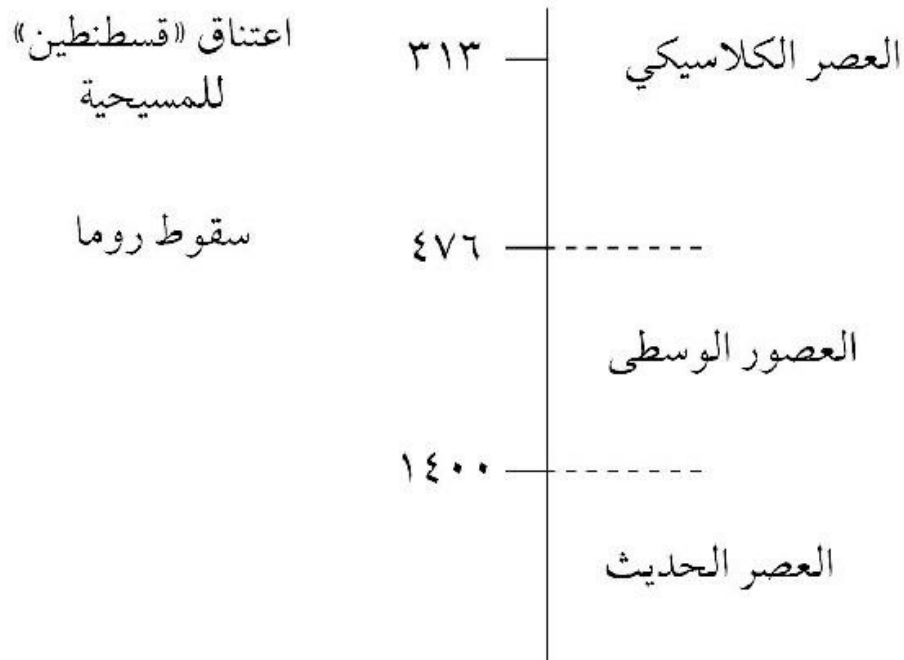 العصر الكلاسيكي
٣١٣
اعتناق «قسطنطين»
للمسيحية
٤٧٦
سقوط روما
العصور الوسطى
١٤٠٠
العصر الحديث